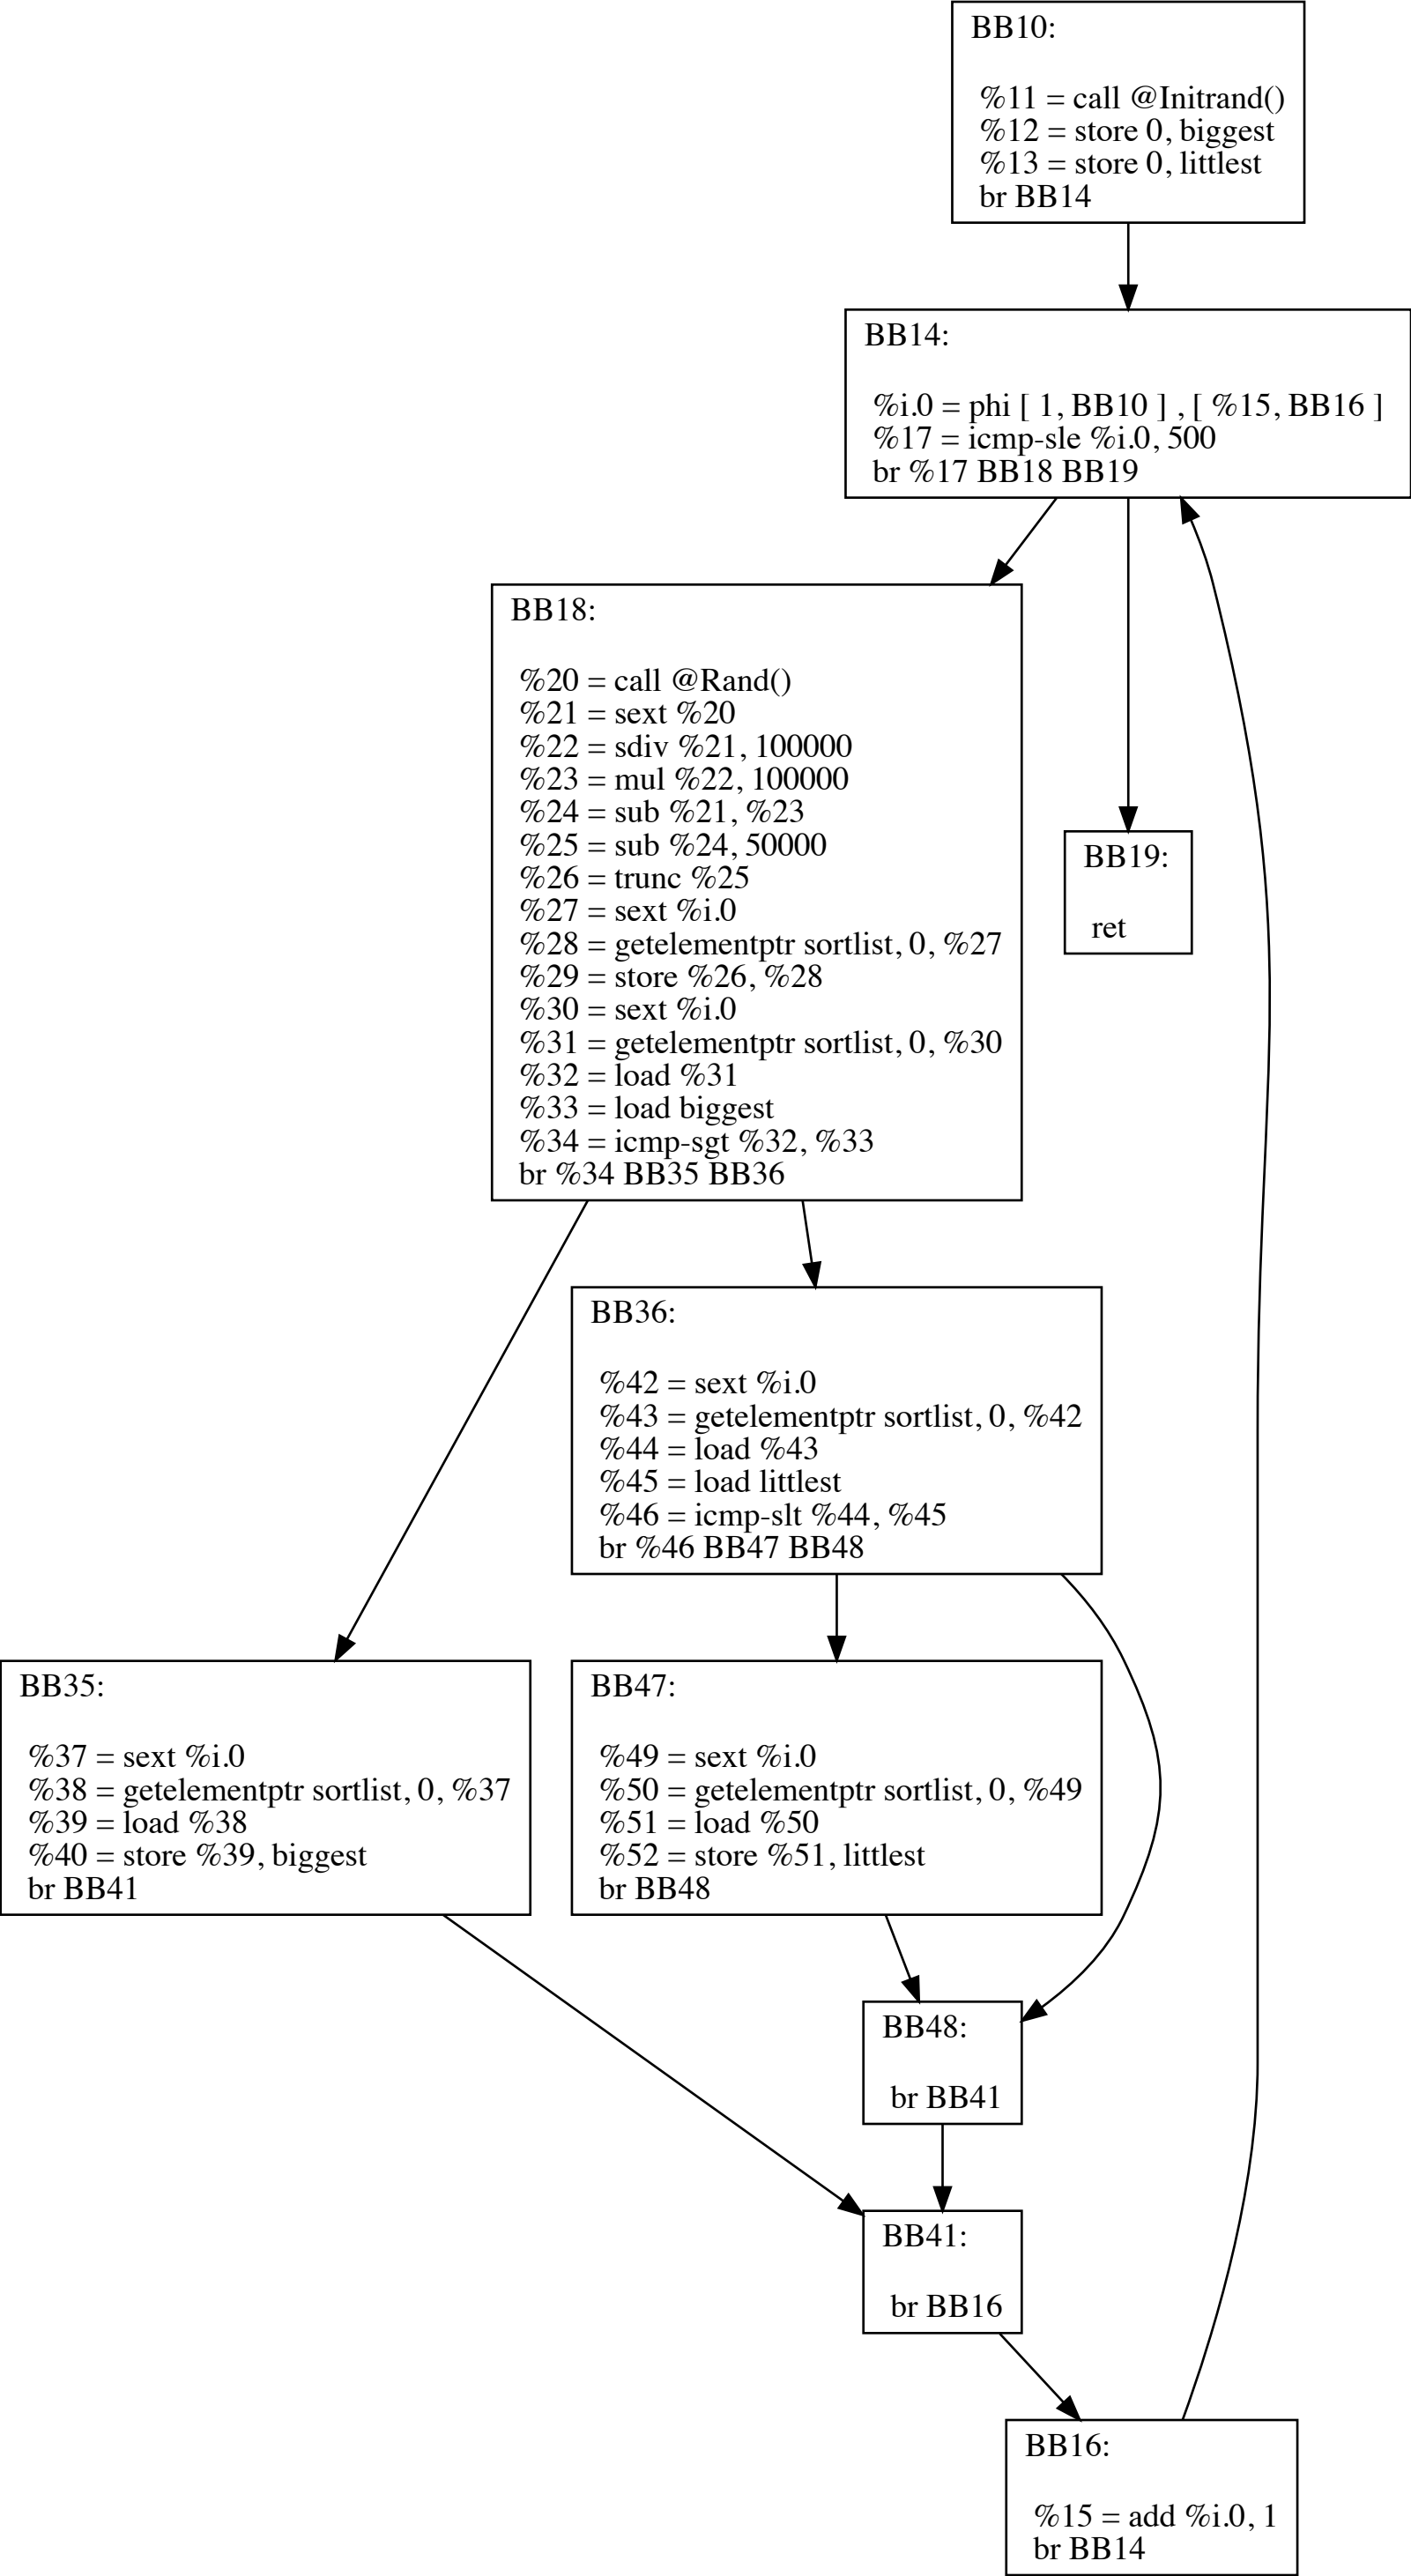 BB10:
%11 = call @Initrand()
%12 = store 0, biggest
%13 = store 0, littlest
br BB14
BB14:
%i.0 = phi [ 1, BB10 ] , [ %15, BB16 ]
%17 = icmp-sle %i.0, 500
br %17 BB18 BB19
BB18:
%20 = call @Rand()
%21 = sext %20
%22 = sdiv %21, 100000
%23 = mul %22, 100000
%24 = sub %21, %23
%25 = sub %24, 50000
%26 = trunc %25
%27 = sext %i.0
%28 = getelementptr sortlist, 0, %27
%29 = store %26, %28
%30 = sext %i.0
%31 = getelementptr sortlist, 0, %30
%32 = load %31
%33 = load biggest
%34 = icmp-sgt %32, %33
br %34 BB35 BB36
BB19:
ret
BB36:
%42 = sext %i.0
%43 = getelementptr sortlist, 0, %42
%44 = load %43
%45 = load littlest
%46 = icmp-slt %44, %45
br %46 BB47 BB48
BB35:
%37 = sext %i.0
%38 = getelementptr sortlist, 0, %37
%39 = load %38
%40 = store %39, biggest
br BB41
BB47:
%49 = sext %i.0
%50 = getelementptr sortlist, 0, %49
%51 = load %50
%52 = store %51, littlest
br BB48
BB48:
br BB41
BB41:
br BB16
BB16:
%15 = add %i.0, 1
br BB14